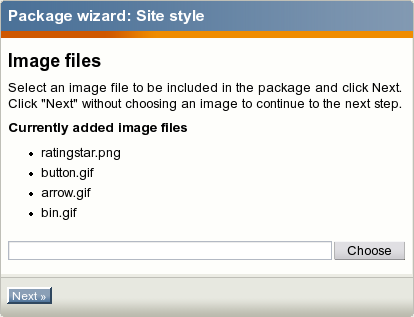 Package wizard: Site style
Image files
Select an image file to be included in the package and click Next.
Click "Next" without choosing an image to continue to the next step.
Currently added image files
• ratingstar.png
• button.gif
• arrow.gif
• bin.gif
Choose
Next »